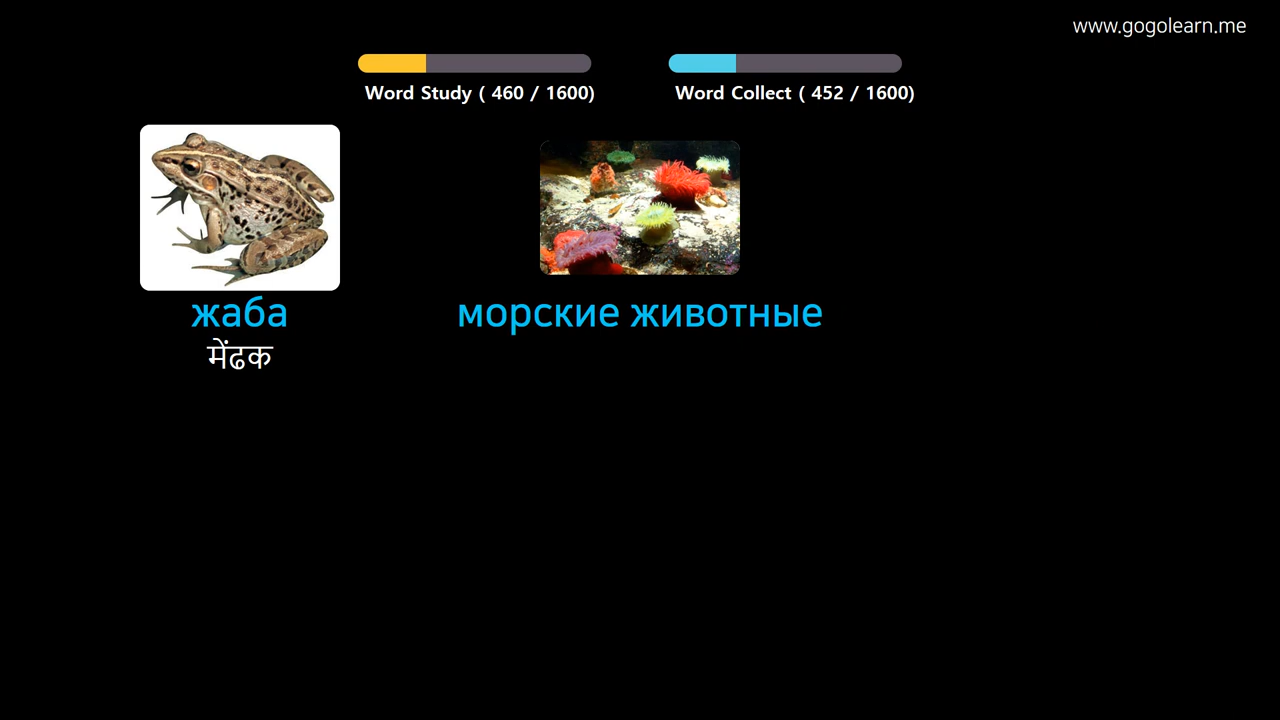 www.gogolearn.me
Word Study ( 460 / 1600)
Word Collect ( 452 / 1600)
жаба
मेंढक
морские животные